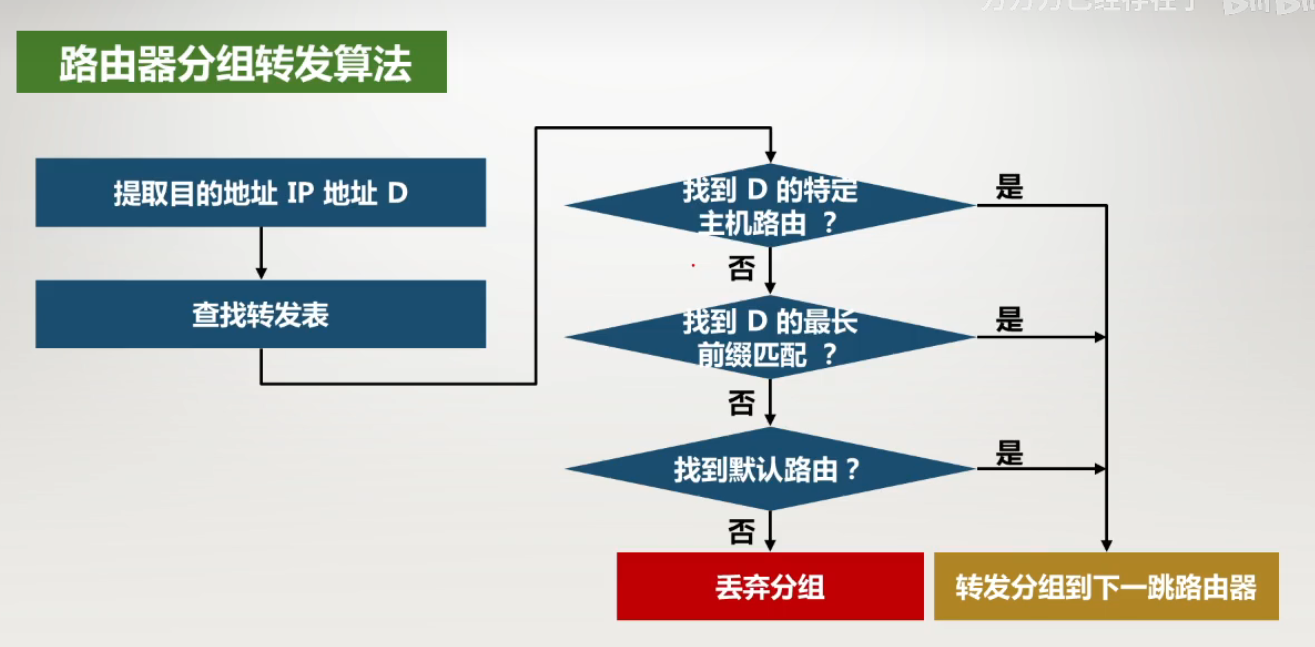 路由器分组转发算法
提取目的地址 IP 地址 D
查找转发表
找到 D 的特定
主机路由 ？
是
否
找到 D 的最长
前缀匹配 ？
是
否
找到默认路由？
是
否
丢弃分组
转发分组到下一跳路由器